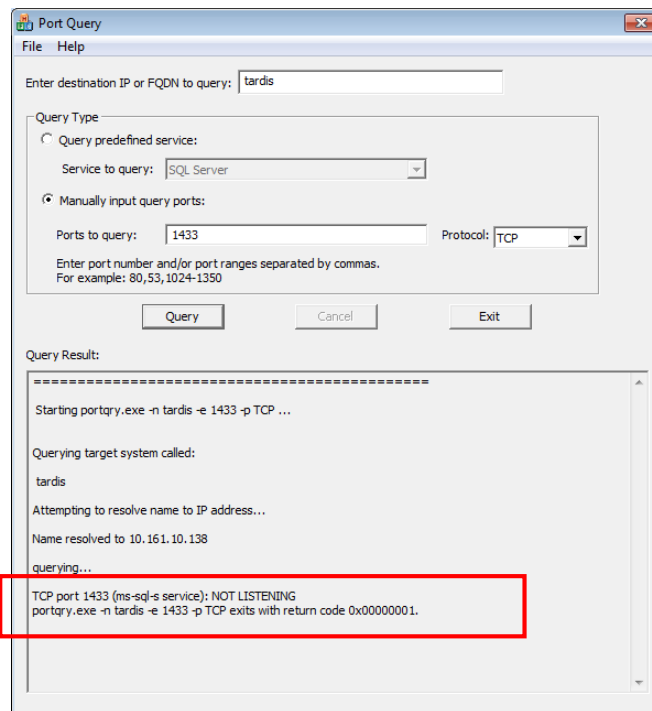 Port Query
File Help
Enter destination IP or FQDN to query: tardis
Query Type
Query predefined service:
Service to query: SQL Server
Manually input query ports:
Ports to query: 1433 Protocol: TCP
Enter port number and/or port ranges separated by commas.
For example: 80,53,1024-1350
Query Cancel Exit
Query Result:
=============================================
Starting portqry.exe -n tardis -e 1433 -p TCP ...
Querying target system called:
tardis
Attempting to resolve name to IP address...
Name resolved to 10.161.10.138
querying...
TCP port 1433 (ms-sql-s service): NOT LISTENING
portqry.exe -n tardis -e 1433 -p TCP exits with return code 0x00000001.